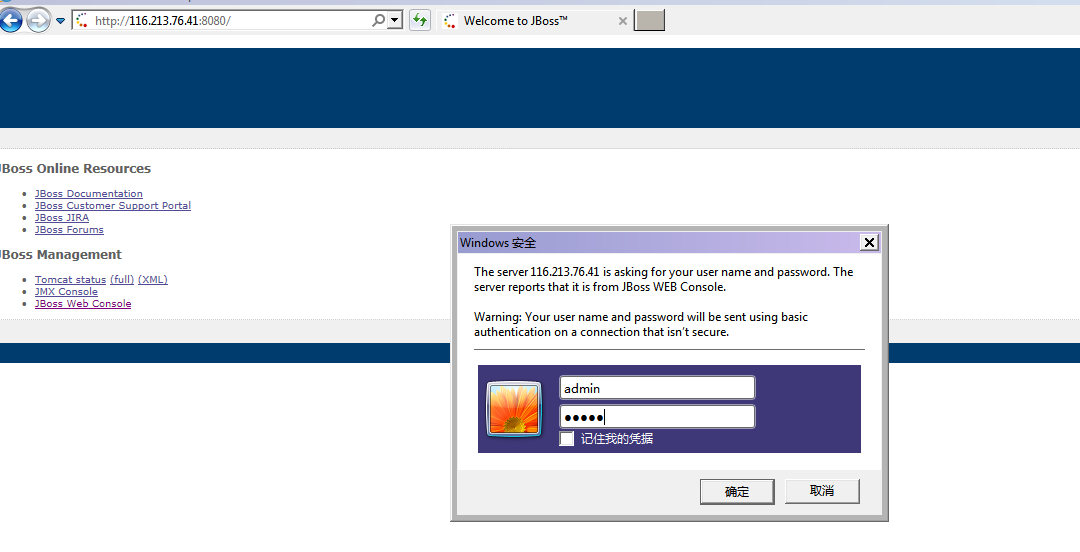 http://116.213.76.41:8080/
Welcome to JBoss™
JBoss Online Resources
JBoss Documentation
JBoss Customer Support Portal
JBoss JIRA
JBoss Forums
JBoss Management
Tomcat status (full) (XML)
JMX Console
JBoss Web Console
Windows 安全
The server 116.213.76.41 is asking for your user name and password. The
server reports that it is from JBoss WEB Console.
Warning: Your user name and password will be sent using basic
authentication on a connection that isn't secure.
admin
●●●●●
记住我的凭据
确定
取消